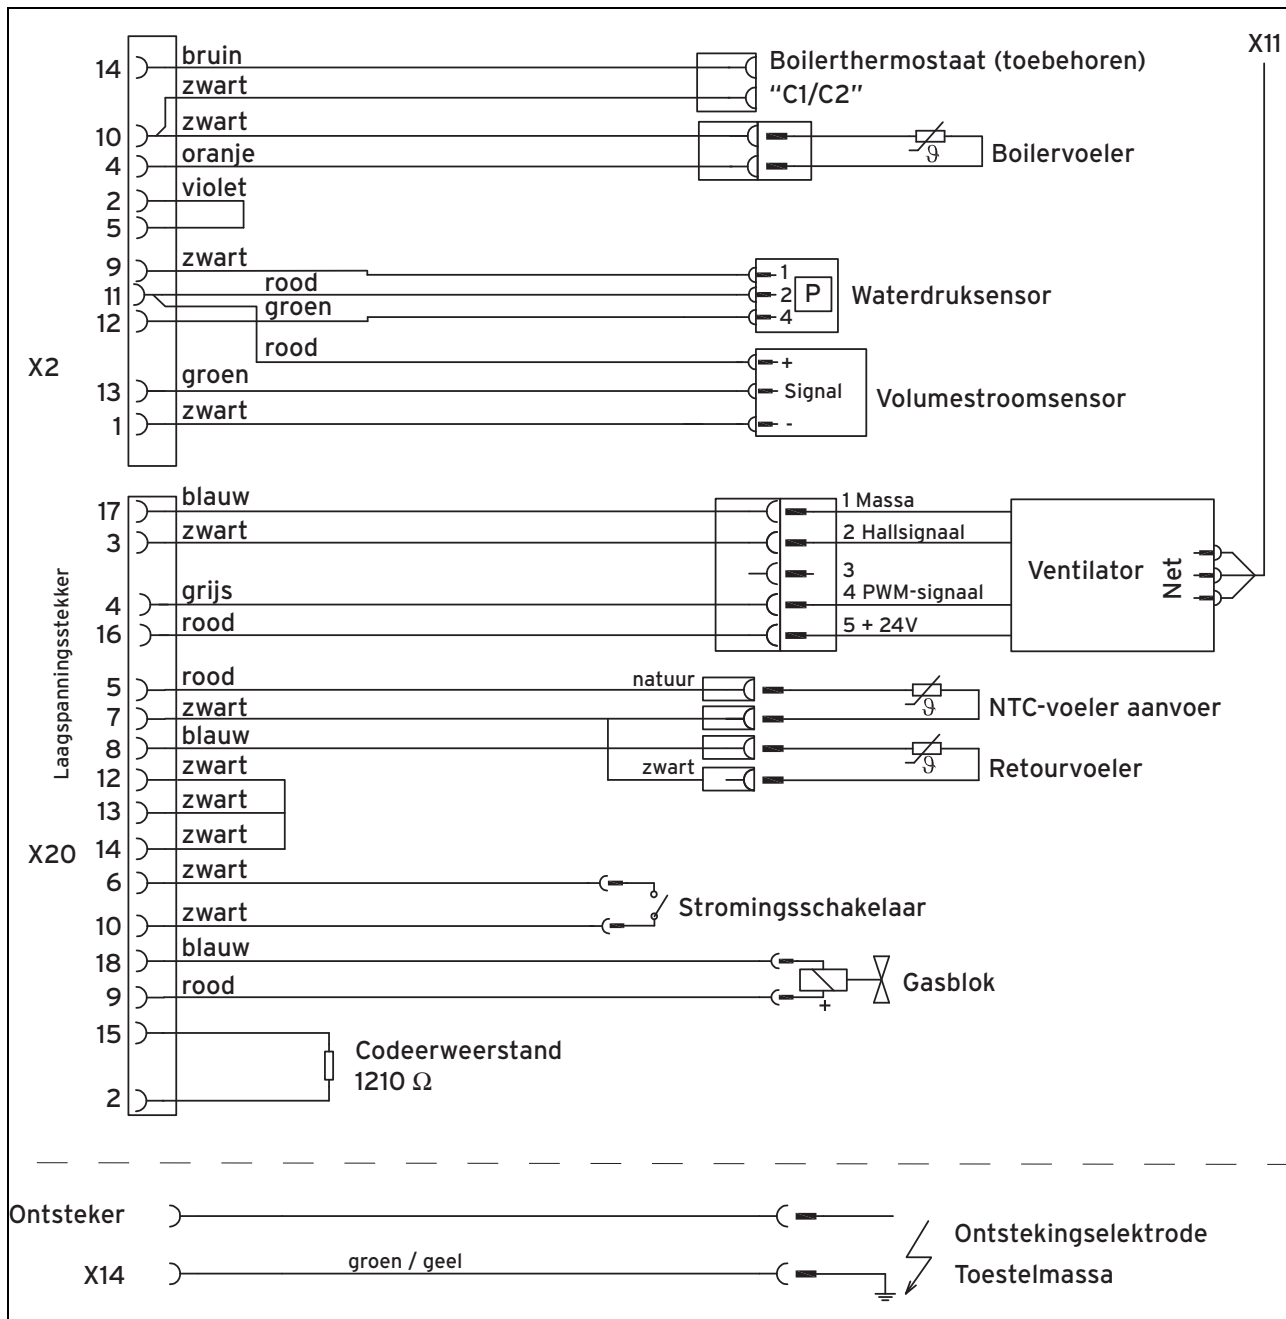 X11
14 bruin
zwart
Boilerthermostaat (toebehoren)
“C1/C2”
10 zwart
4 oranje
ϑ
Boilervoeler
2 violet
5
9 zwart
11 rood
12 groen
1
2 P
4
Waterdruksensor
rood
X2
13 groen
1 zwart
+
Signal
-
Volumestroomsensor
Laagspanningsstekker
X20
17 blauw 1 Massa
3 zwart 2 Hallsignaal
3
4 grijs 4 PWM-signaal
16 rood 5 + 24V
Ventilator
Net
5 rood natuur
7 zwart
ϑ
NTC-voeler aanvoer
8 blauw
zwart
ϑ
Retourvoeler
12 zwart
13 zwart
14 zwart
6 zwart
10 zwart
Stromingsschakelaar
18 blauw
9 rood
+
Gasblok
15
2
Codeerweerstand
1210 Ω
Ontsteker
Ontstekingselektrode
X14 groen / geel
Toestelmassa